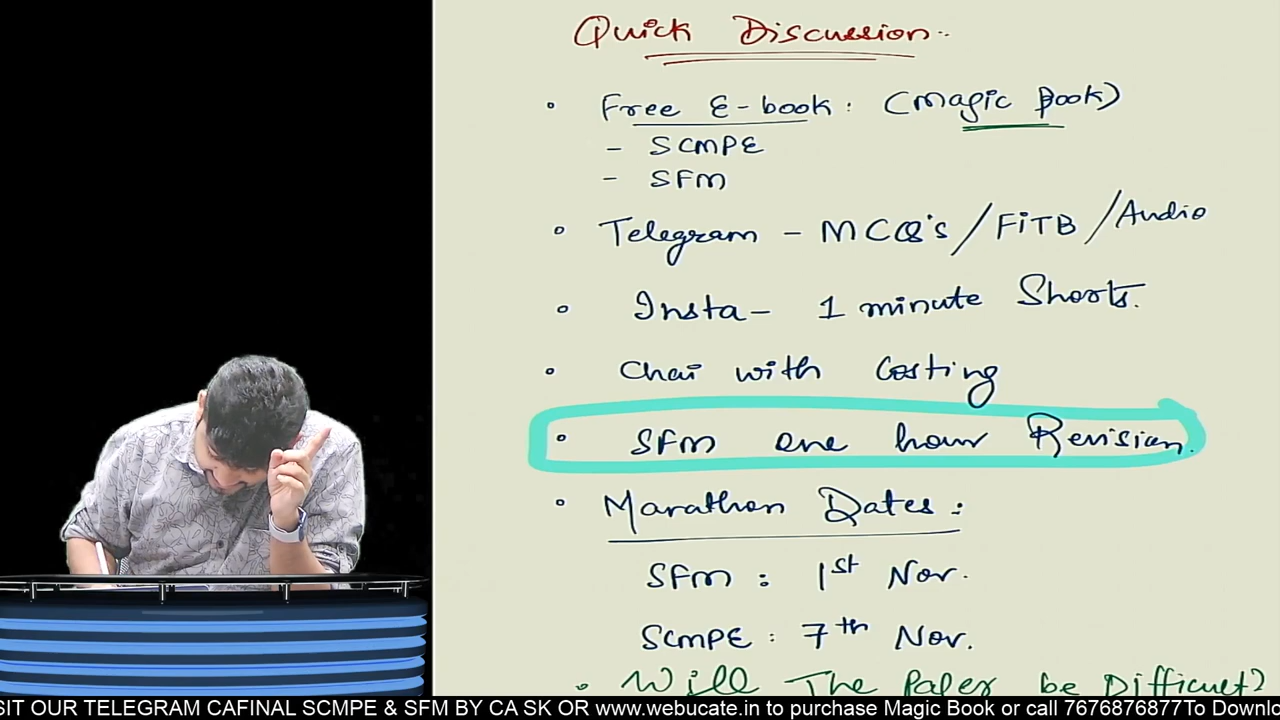 Quick Discussion..
• Free E-book : (Magic Book)
- SCMPE
- SFM
• Telegram - MCQ's / FITB / Audio
• Insta - 1 minute Shorts.
• Chai with Costing
• SFM one hour Revision.
• Marathon Dates :
SFM : 1st Nov.
SCMPE : 7th Nov.
• Will The Paper be Difficult?
SIT OUR TELEGRAM CAFINAL SCMPE & SFM BY CA SK OR www.webucate.in to purchase Magic Book or call 7676876877To Downlo